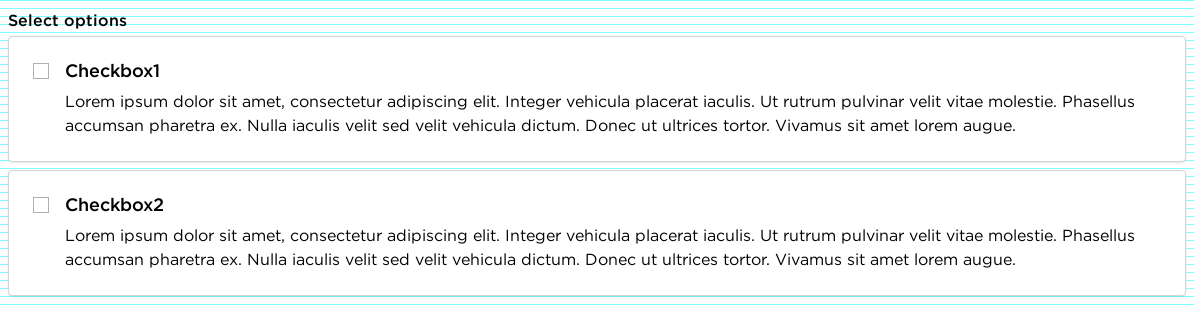 Select options
Checkbox1
Lorem ipsum dolor sit amet, consectetur adipiscing elit. Integer vehicula placerat iaculis. Ut rutrum pulvinar velit vitae molestie. Phasellus
accumsan pharetra ex. Nulla iaculis velit sed velit vehicula dictum. Donec ut ultrices tortor. Vivamus sit amet lorem augue.
Checkbox2
Lorem ipsum dolor sit amet, consectetur adipiscing elit. Integer vehicula placerat iaculis. Ut rutrum pulvinar velit vitae molestie. Phasellus
accumsan pharetra ex. Nulla iaculis velit sed velit vehicula dictum. Donec ut ultrices tortor. Vivamus sit amet lorem augue.